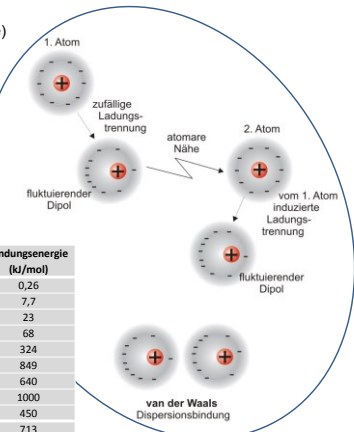 )
1. Atom
zufällige
Ladungs-
trennung
fluktuierender
Dipol
atomare
Nähe
2. Atom
vom 1. Atom
induzierte
Ladungs-
trennung
fluktuierender
Dipol
ndungsenergie
(kJ/mol)
0,26
7,7
23
68
324
849
640
1000
450
713
van der Waals
Dispersionsbindung